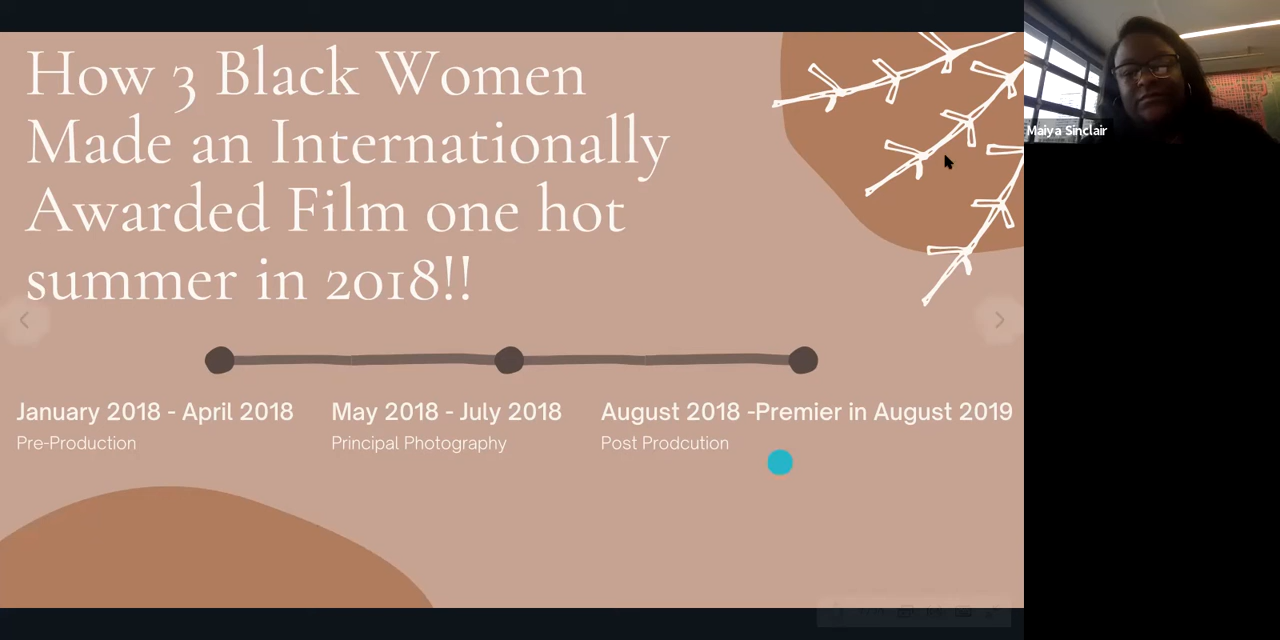 How 3 Black Women
Made an Internationally
Awarded Film one hot
summer in 2018!!
January 2018 - April 2018
Pre-Production
May 2018 - July 2018
Principal Photography
August 2018 -Premier in August 2019
Post Prodcution
Maiya Sinclair